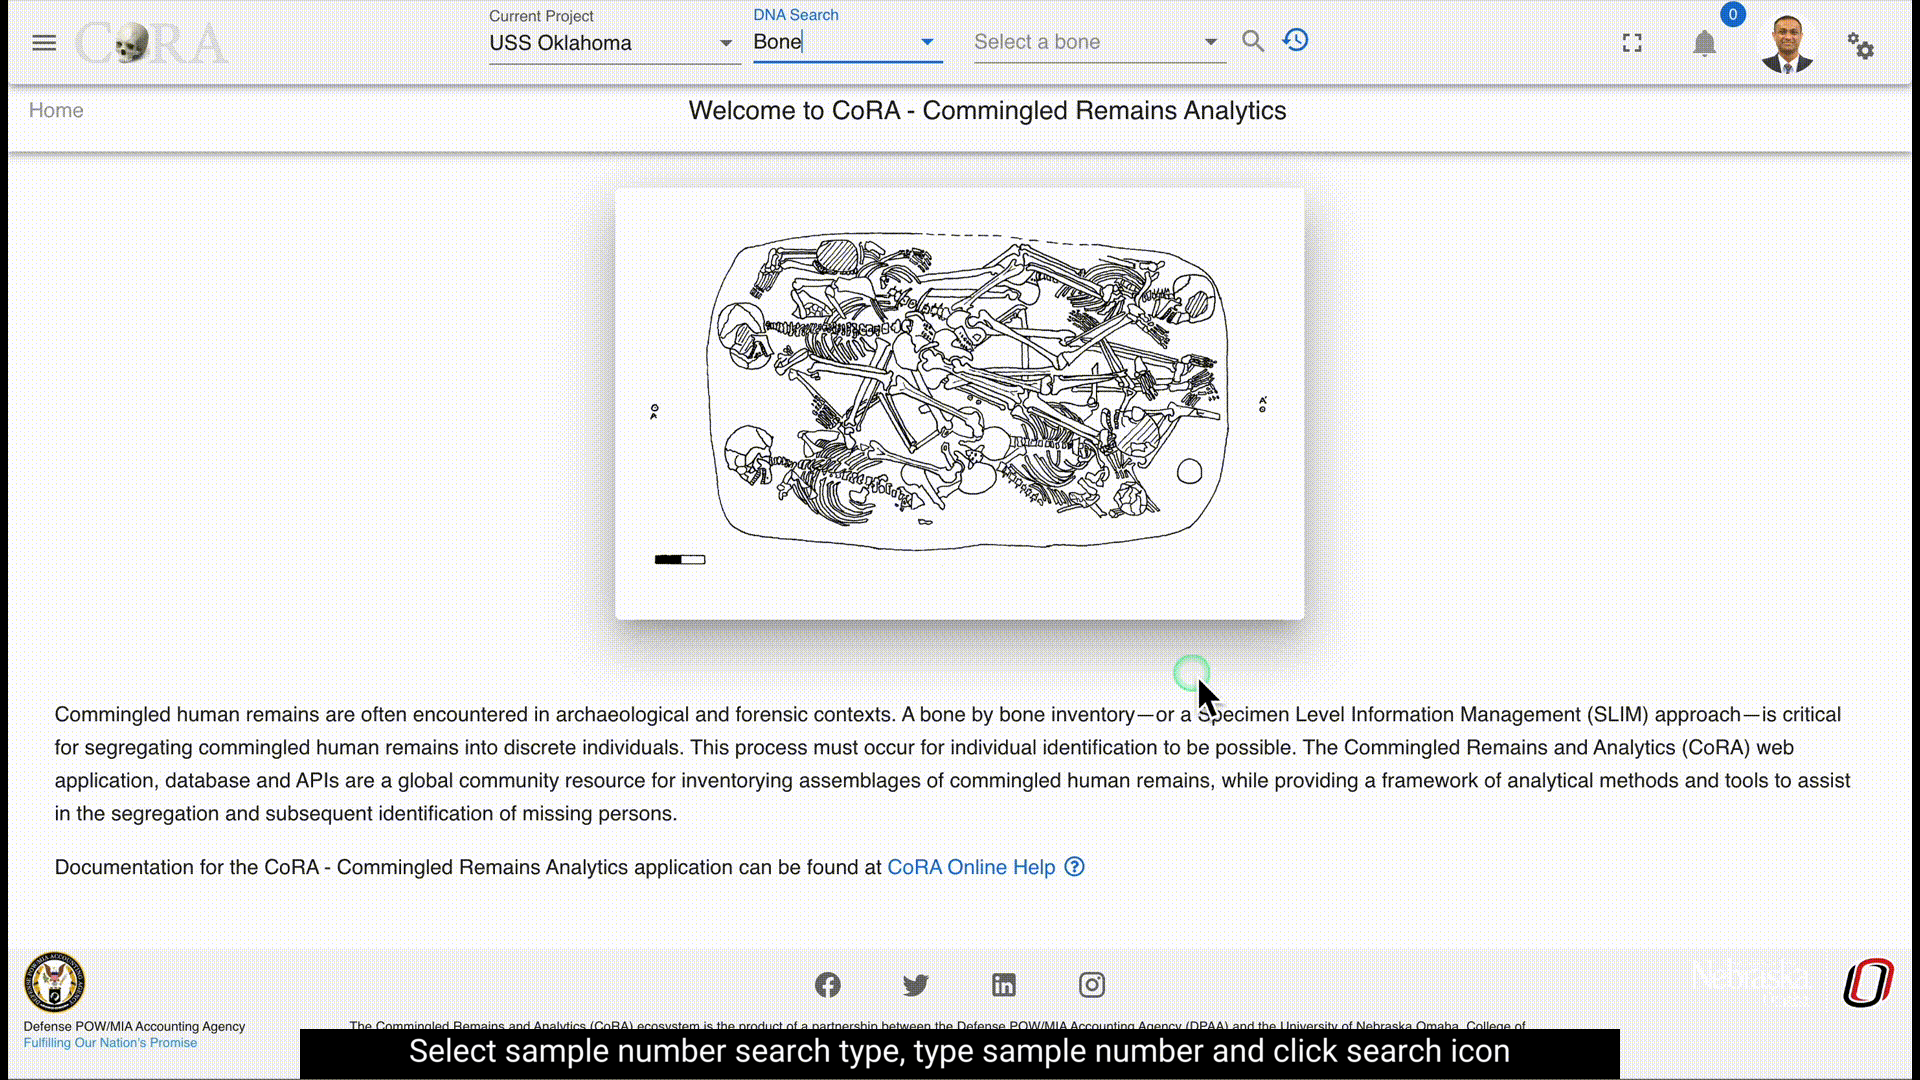 Current Project
DNA Search
0
CoRA
USS Oklahoma
Bone
Select a bone
Home
Welcome to CoRA - Commingled Remains Analytics
A
A'
Commingled human remains are often encountered in archaeological and forensic contexts. A bone by bone inventory—or a Specimen Level Information Management (SLIM) approach—is critical
for segregating commingled human remains into discrete individuals. This process must occur for individual identification to be possible. The Commingled Remains and Analytics (CoRA) web
application, database and APIs are a global community resource for inventorying assemblages of commingled human remains, while providing a framework of analytical methods and tools to assist
in the segregation and subsequent identification of missing persons.
Documentation for the CoRA - Commingled Remains Analytics application can be found at CoRA Online Help
Nebraska
Defense POW/MIA Accounting Agency
Fulfilling Our Nation's Promise
The Commingled Remains and Analytics (CoRA) ecosystem is the product of a partnership between the Defense POW/MIA Accounting Agency (DPAA) and the University of Nebraska Omaha, College of
Select sample number search type, type sample number and click search icon